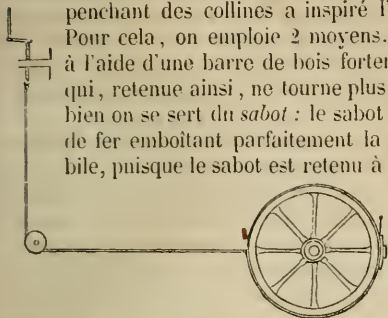 penchant des collines a inspiré l'
Pour cela, on emploie 2 moyens.
à l'aide d'une barre de bois forte
qui, retenue ainsi, ne tourne plus
bien on se sert du sabot : le sabot
de fer emboîtant parfaitement la
bile, puisque le sabot est retenu à